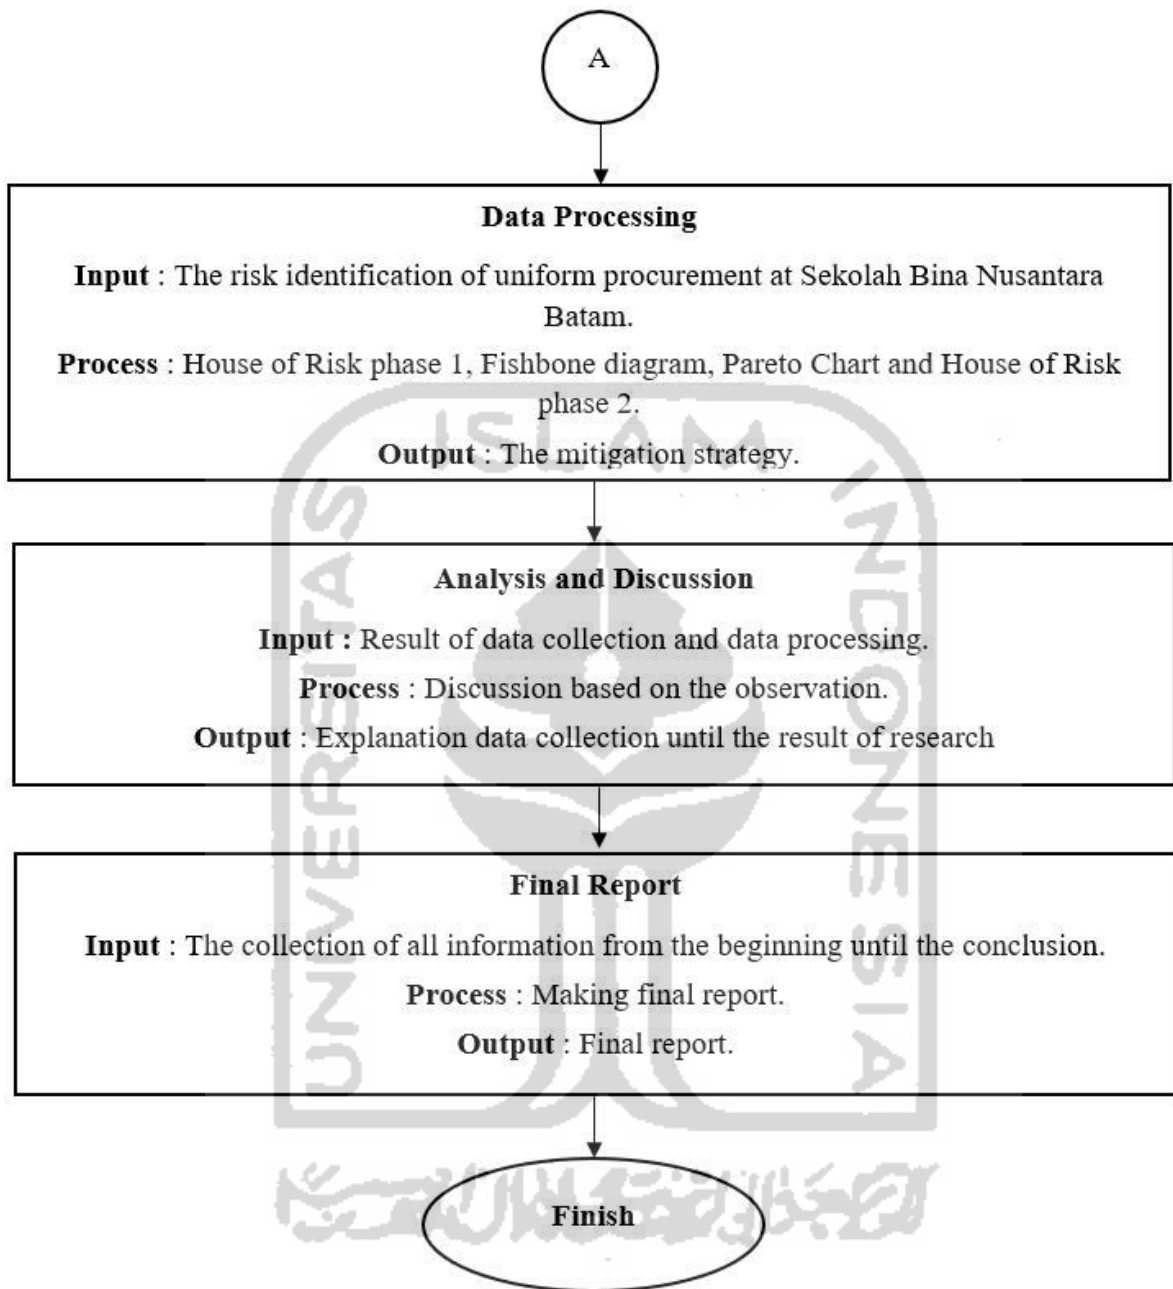 A
Data Processing
Input : The risk identification of uniform procurement at Sekolah Bina Nusantara
Batam.
Process : House of Risk phase 1, Fishbone diagram, Pareto Chart and House of Risk
phase 2.
Output : The mitigation strategy.
ISLAM
UNIVERSITAS
INDONESIA
Analysis and Discussion
Input : Result of data collection and data processing.
Process : Discussion based on the observation.
Output : Explanation data collection until the result of research
Final Report
Input : The collection of all information from the beginning until the conclusion.
Process : Making final report.
Output : Final report.
Finish